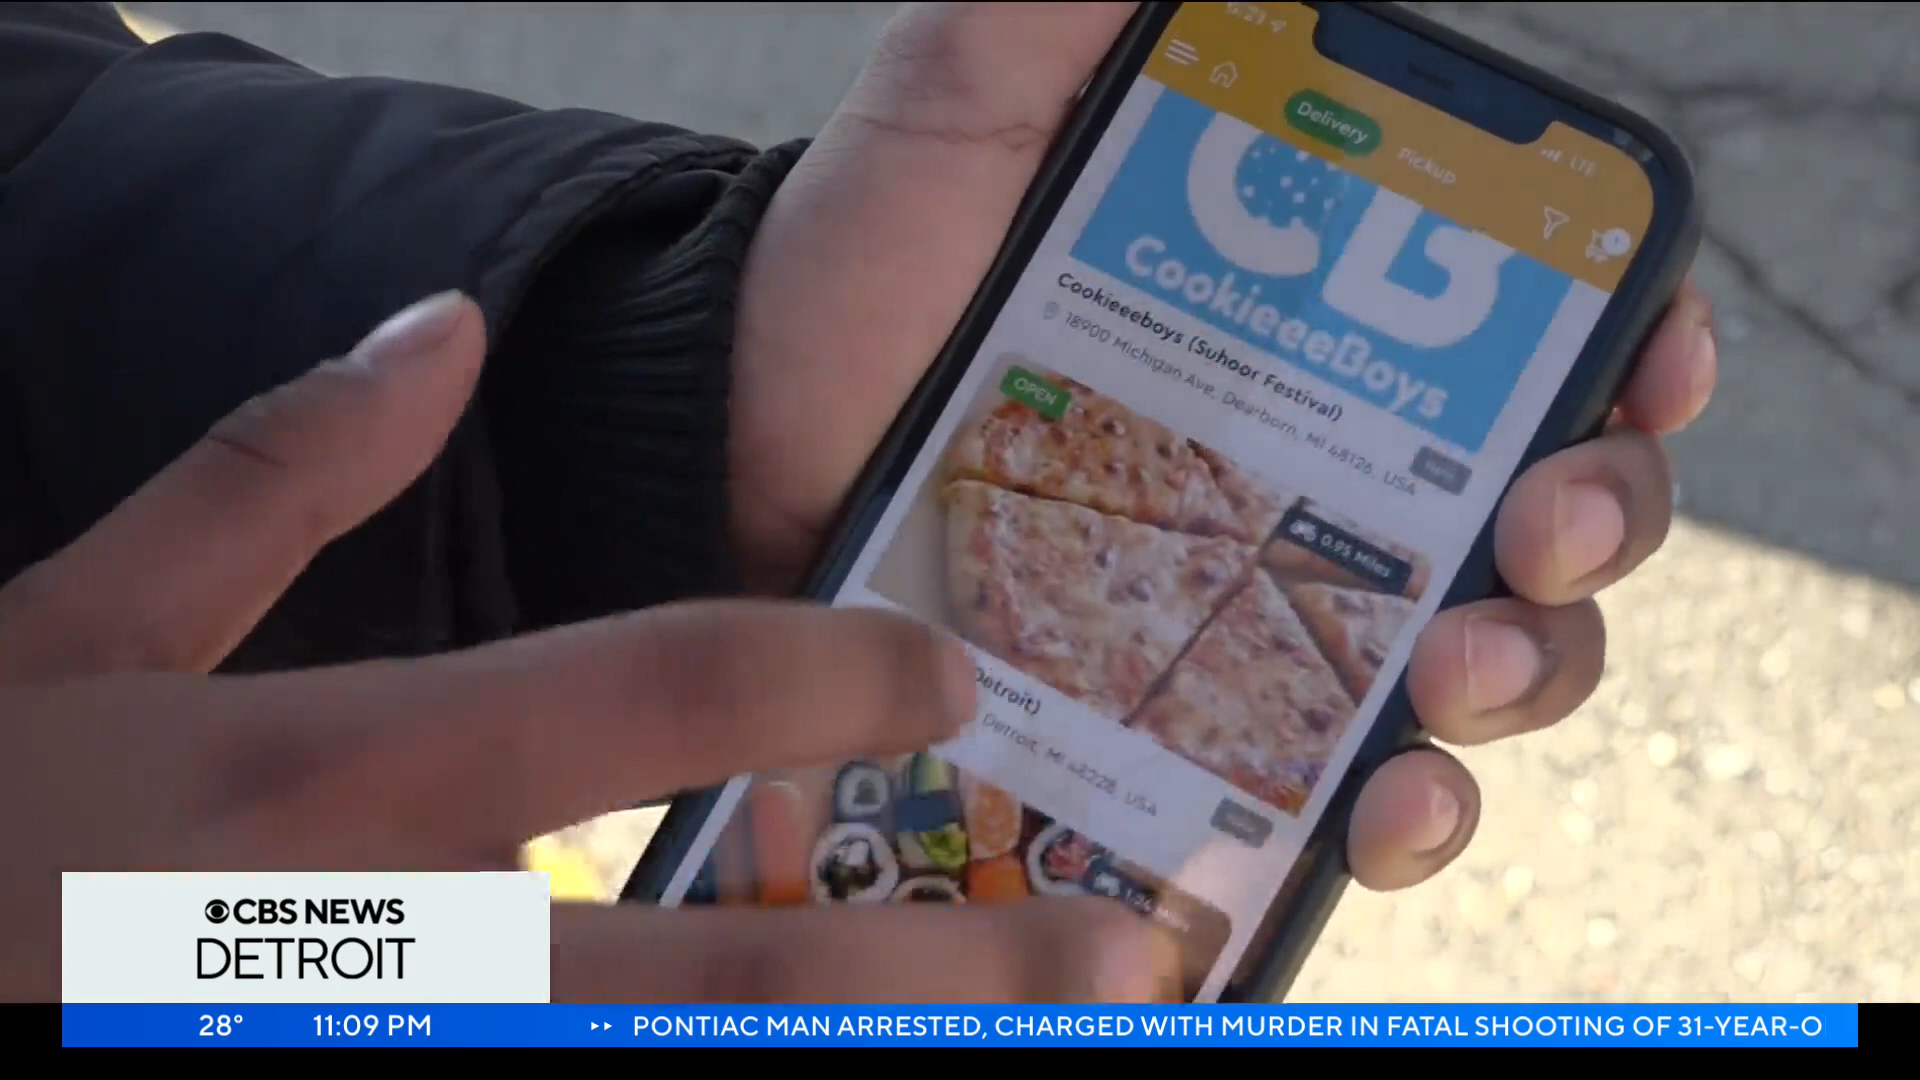 Delivery
Pickup
LTE
CB
CookieeeBoys
Cookieeeboys (Suhoor Festival)
18900 Michigan Ave, Dearborn, MI 48126, USA
OPEN
0.95 Miles
Detroit)
Detroit, MI 48228, USA
CBS NEWS
DETROIT
28° 11:09 PM PONTIAC MAN ARRESTED, CHARGED WITH MURDER IN FATAL SHOOTING OF 31-YEAR-O